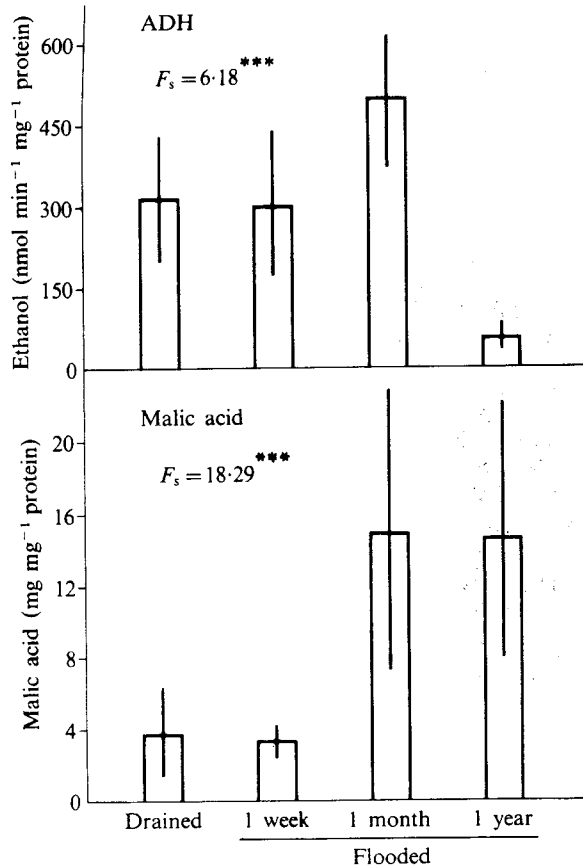 ADH
Fs = 6·18***
Ethanol (nmol min⁻¹ mg⁻¹ protein)
600
450
300
150
0
Malic acid
Fs = 18·29***
Malic acid (mg mg⁻¹ protein)
20
16
12
8
4
0
Drained 1 week 1 month 1 year
Flooded